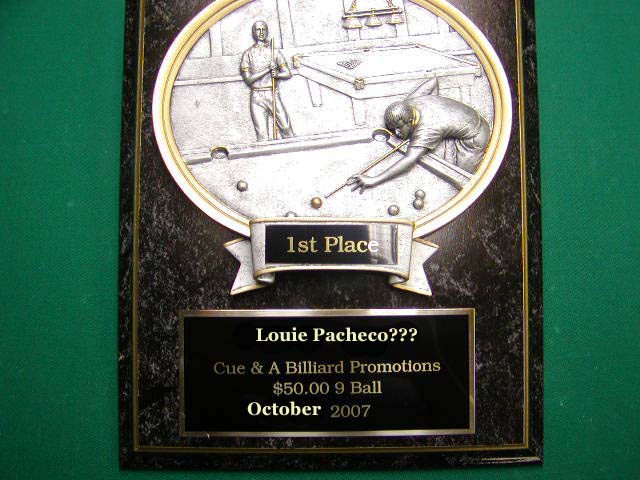 1st Place
Louie Pacheco???
Cue & A Billiard Promotions
$50.00 9 Ball
October 2007